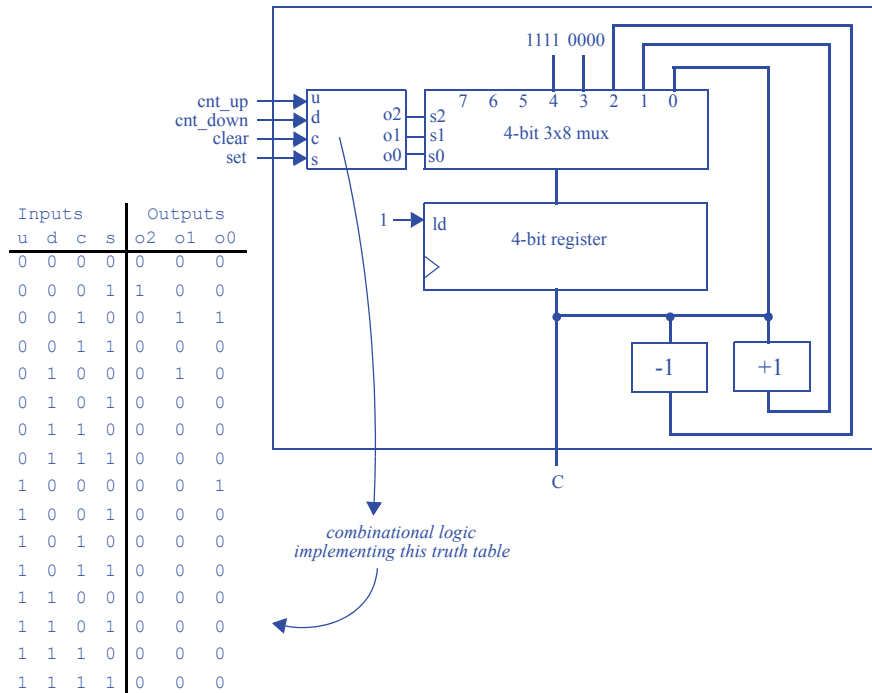 1111 0000
7 6 5 4 3 2 1 0
cnt_up
cnt_down
clear
set
u
d
c
s
o2
o1
o0
s2
s1
s0
4-bit 3x8 mux
1
ld
4-bit register
-1
+1
C
combinational logic
implementing this truth table
Inputs Outputs
u d c s o2 o1 o0
0 0 0 0 0 0 0
0 0 0 1 1 0 0
0 0 1 0 0 1 1
0 0 1 1 0 0 0
0 1 0 0 0 1 0
0 1 0 1 0 0 0
0 1 1 0 0 0 0
0 1 1 1 0 0 0
1 0 0 0 0 0 1
1 0 0 1 0 0 0
1 0 1 0 0 0 0
1 0 1 1 0 0 0
1 1 0 0 0 0 0
1 1 0 1 0 0 0
1 1 1 0 0 0 0
1 1 1 1 0 0 0